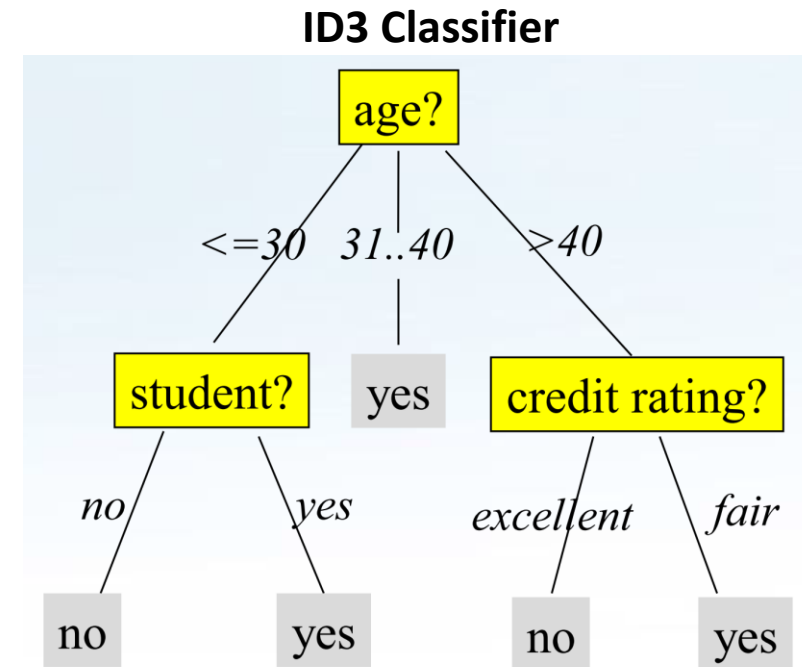 ID3 Classifier
age?
<=30 31..40 >40
student? yes credit rating?
no yes excellent fair
no yes no yes